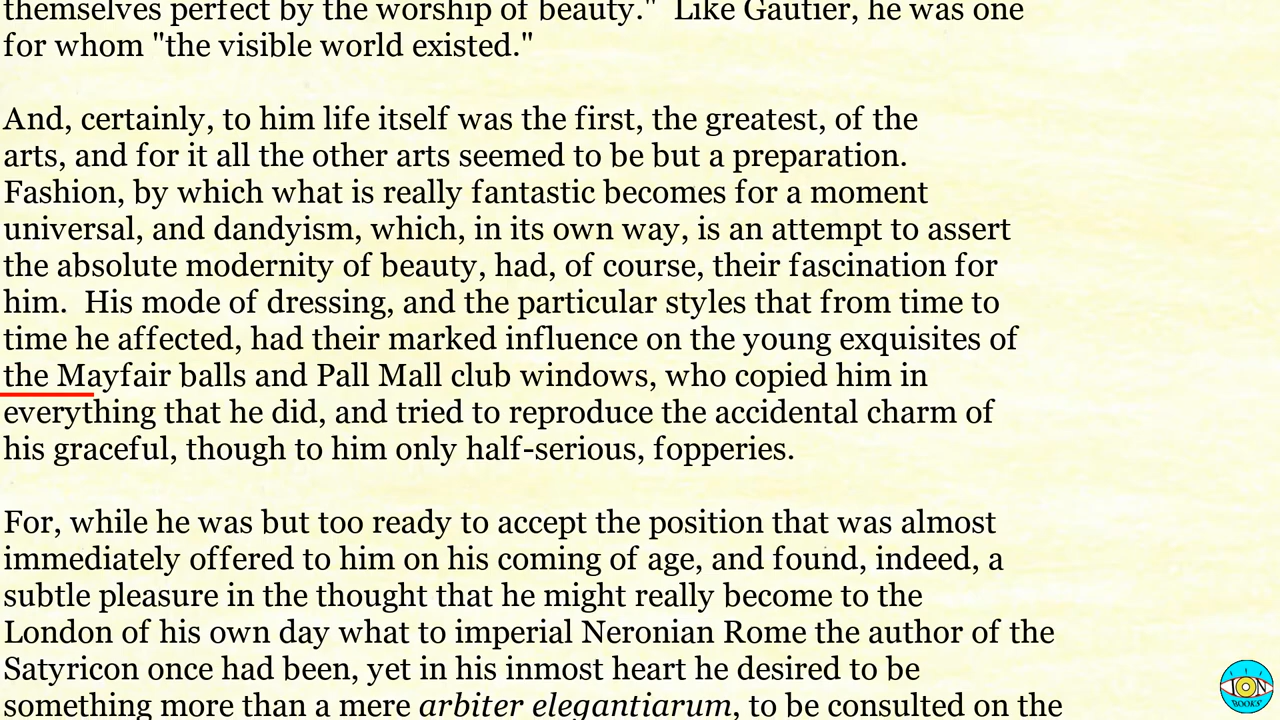 themselves perfect by the worship of beauty."  Like Gautier, he was one
for whom "the visible world existed."

And, certainly, to him life itself was the first, the greatest, of the
arts, and for it all the other arts seemed to be but a preparation.
Fashion, by which what is really fantastic becomes for a moment
universal, and dandyism, which, in its own way, is an attempt to assert
the absolute modernity of beauty, had, of course, their fascination for
him.  His mode of dressing, and the particular styles that from time to
time he affected, had their marked influence on the young exquisites of
the Mayfair balls and Pall Mall club windows, who copied him in
everything that he did, and tried to reproduce the accidental charm of
his graceful, though to him only half-serious, fopperies.

For, while he was but too ready to accept the position that was almost
immediately offered to him on his coming of age, and found, indeed, a
subtle pleasure in the thought that he might really become to the
London of his own day what to imperial Neronian Rome the author of the
Satyricon once had been, yet in his inmost heart he desired to be
something more than a mere arbiter elegantiarum, to be consulted on the
ION
BOOKS